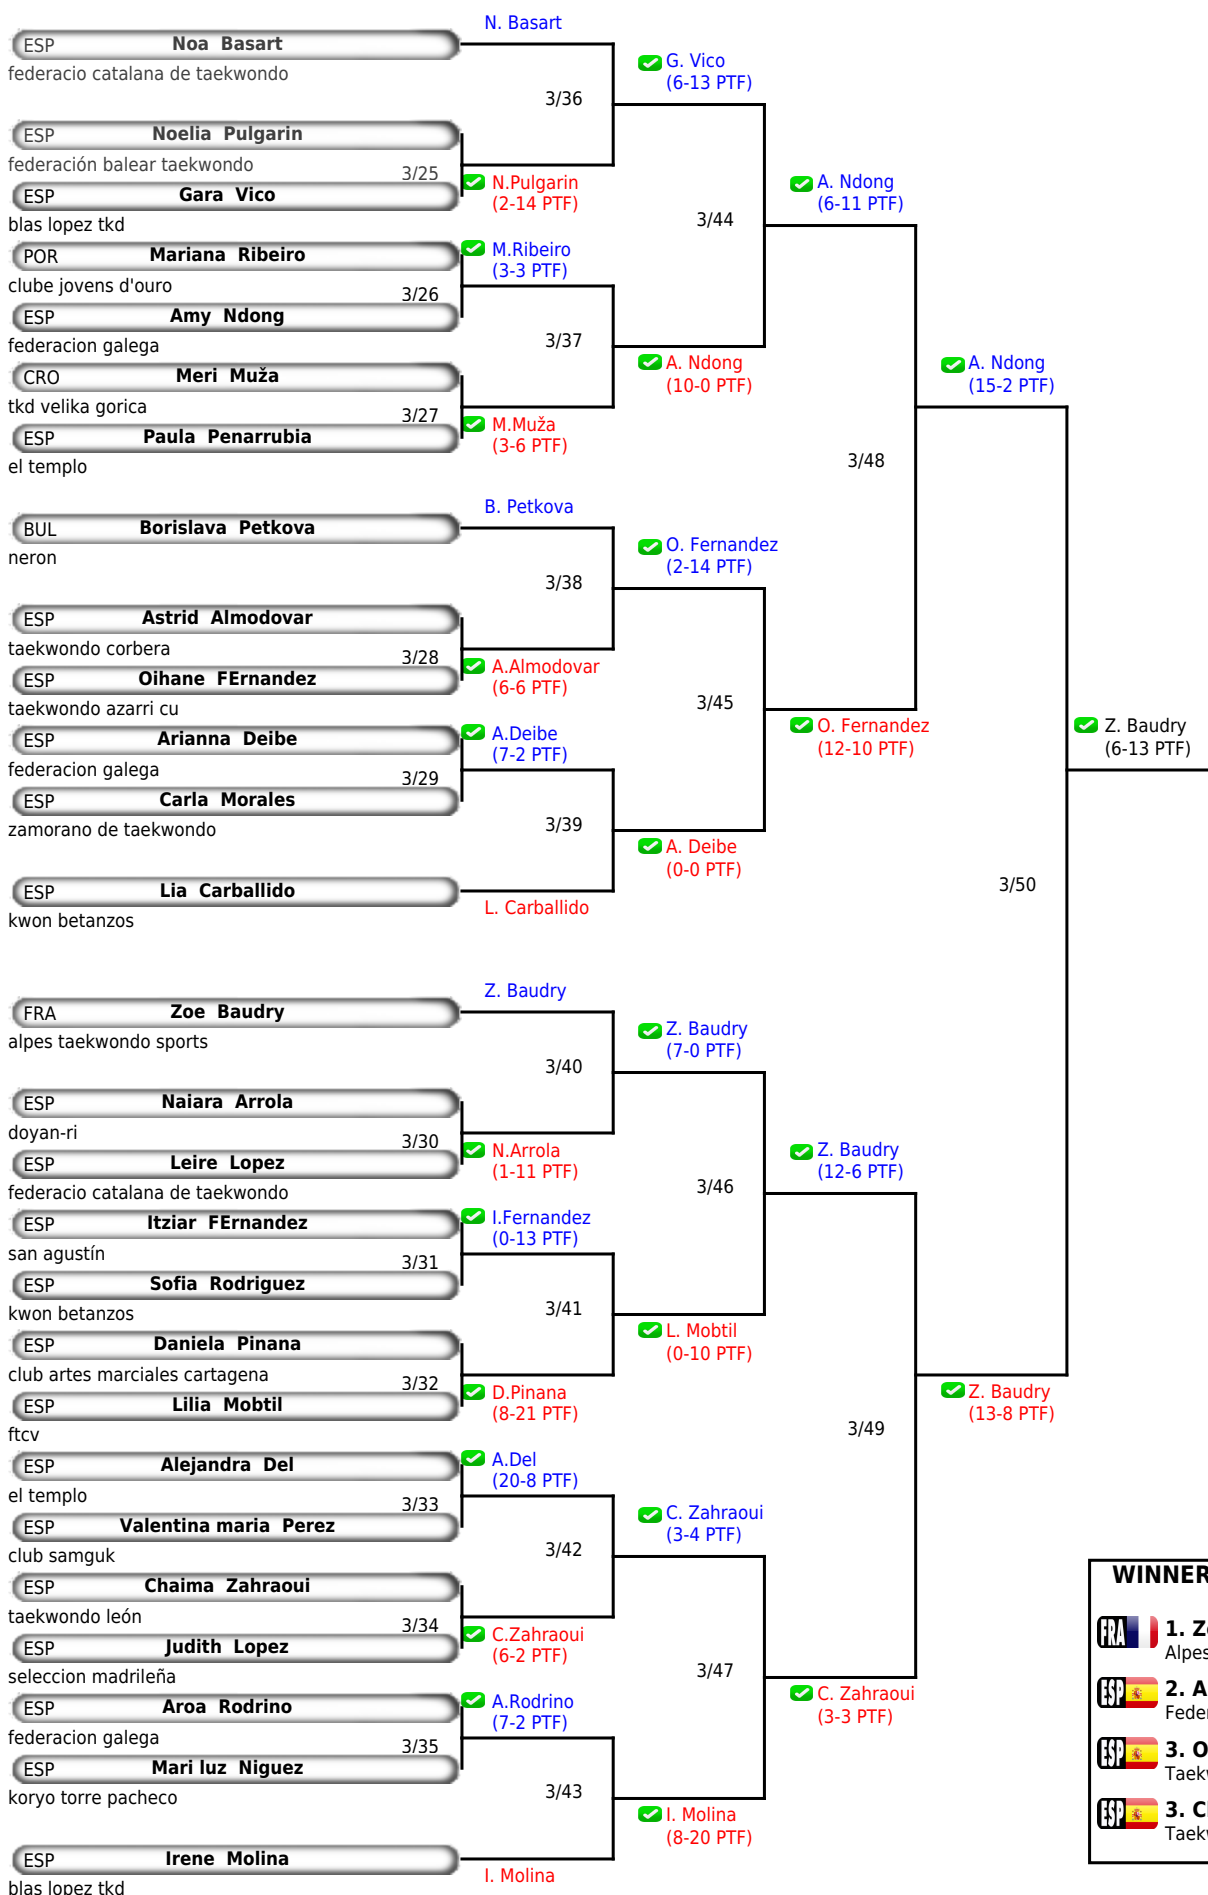 N. Basart
ESP Noa Basart
federacio catalana de taekwondo
G. Vico
(6-13 PTF)
3/36
ESP Noelia Pulgarin
federación balear taekwondo
3/25
N.Pulgarin
(2-14 PTF)
ESP Gara Vico
blas lopez tkd
A. Ndong
(6-11 PTF)
3/44
POR Mariana Ribeiro
clube jovens d'ouro
M.Ribeiro
(3-3 PTF)
3/26
ESP Amy Ndong
federacion galega
3/37
A. Ndong
(10-0 PTF)
A. Ndong
(15-2 PTF)
CRO Meri Muža
tkd velika gorica
3/27
M.Muža
(3-6 PTF)
ESP Paula Penarrubia
el templo
3/48
B. Petkova
BUL Borislava Petkova
neron
O. Fernandez
(2-14 PTF)
3/38
ESP Astrid Almodovar
taekwondo corbera
3/28
A.Almodovar
(6-6 PTF)
ESP Oihane FErnandez
taekwondo azarri cu
3/45
O. Fernandez
(12-10 PTF)
Z. Baudry
(6-13 PTF)
ESP Arianna Deibe
federacion galega
A.Deibe
(7-2 PTF)
3/29
ESP Carla Morales
zamorano de taekwondo
3/39
A. Deibe
(0-0 PTF)
ESP Lia Carballido
kwon betanzos
L. Carballido
3/50
Z. Baudry
FRA Zoe Baudry
alpes taekwondo sports
Z. Baudry
(7-0 PTF)
3/40
ESP Naiara Arrola
doyan-ri
3/30
N.Arrola
(1-11 PTF)
ESP Leire Lopez
federacio catalana de taekwondo
Z. Baudry
(12-6 PTF)
3/46
ESP Itziar FErnandez
san agustín
I.Fernandez
(0-13 PTF)
3/31
ESP Sofia Rodriguez
kwon betanzos
3/41
L. Mobtil
(0-10 PTF)
ESP Daniela Pinana
club artes marciales cartagena
3/32
D.Pinana
(8-21 PTF)
ESP Lilia Mobtil
ftcv
Z. Baudry
(13-8 PTF)
3/49
ESP Alejandra Del
el templo
A.Del
(20-8 PTF)
3/33
ESP Valentina maria Perez
club samguk
C. Zahraoui
(3-4 PTF)
3/42
ESP Chaima Zahraoui
taekwondo león
3/34
C.Zahraoui
(6-2 PTF)
ESP Judith Lopez
seleccion madrileña
3/47
C. Zahraoui
(3-3 PTF)
ESP Aroa Rodrino
federacion galega
A.Rodrino
(7-2 PTF)
3/35
ESP Mari luz Niguez
koryo torre pacheco
3/43
I. Molina
(8-20 PTF)
ESP Irene Molina
blas lopez tkd
I. Molina
WINNER
FRA 1. Z
Alpes
ESP 2. A
Feder
ESP 3. O
Taekw
ESP 3. Cl
Taekw